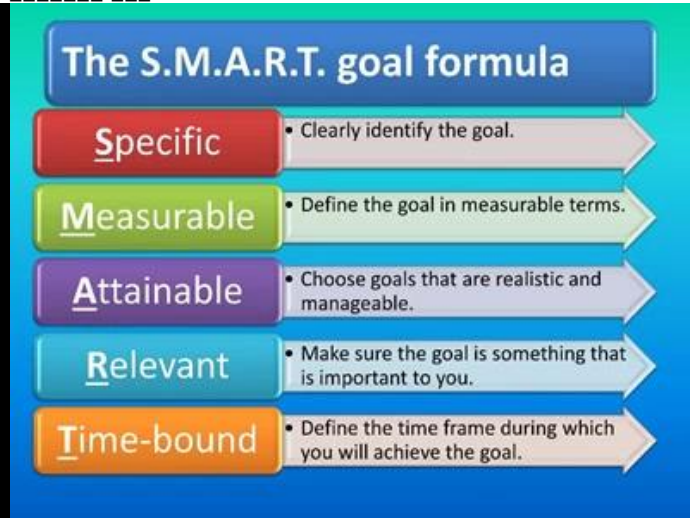 The S.M.A.R.T. goal formula
Specific
• Clearly identify the goal.
Measurable
• Define the goal in measurable terms.
Attainable
• Choose goals that are realistic and
manageable.
Relevant
• Make sure the goal is something that
is important to you.
Time-bound
• Define the time frame during which
you will achieve the goal.